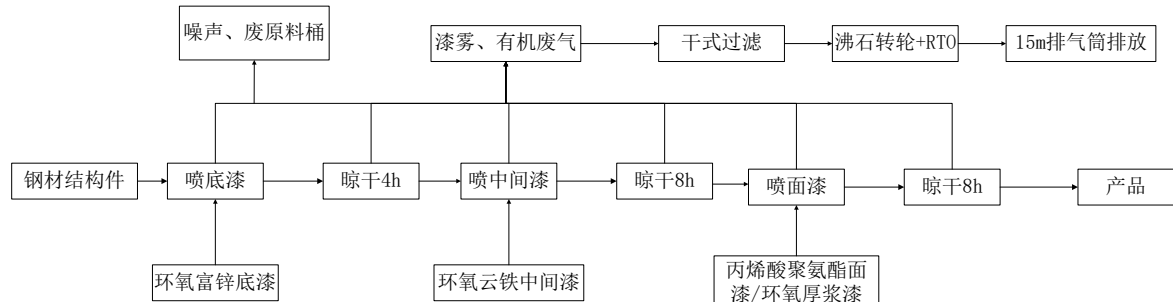 噪声、废原料桶
漆雾、有机废气
干式过滤
沸石转轮+RTO
15m排气筒排放
钢材结构件
喷底漆
晾干4h
喷中间漆
晾干8h
喷面漆
晾干8h
产品
环氧富锌底漆
环氧云铁中间漆
丙烯酸聚氨酯面
漆/环氧厚浆漆